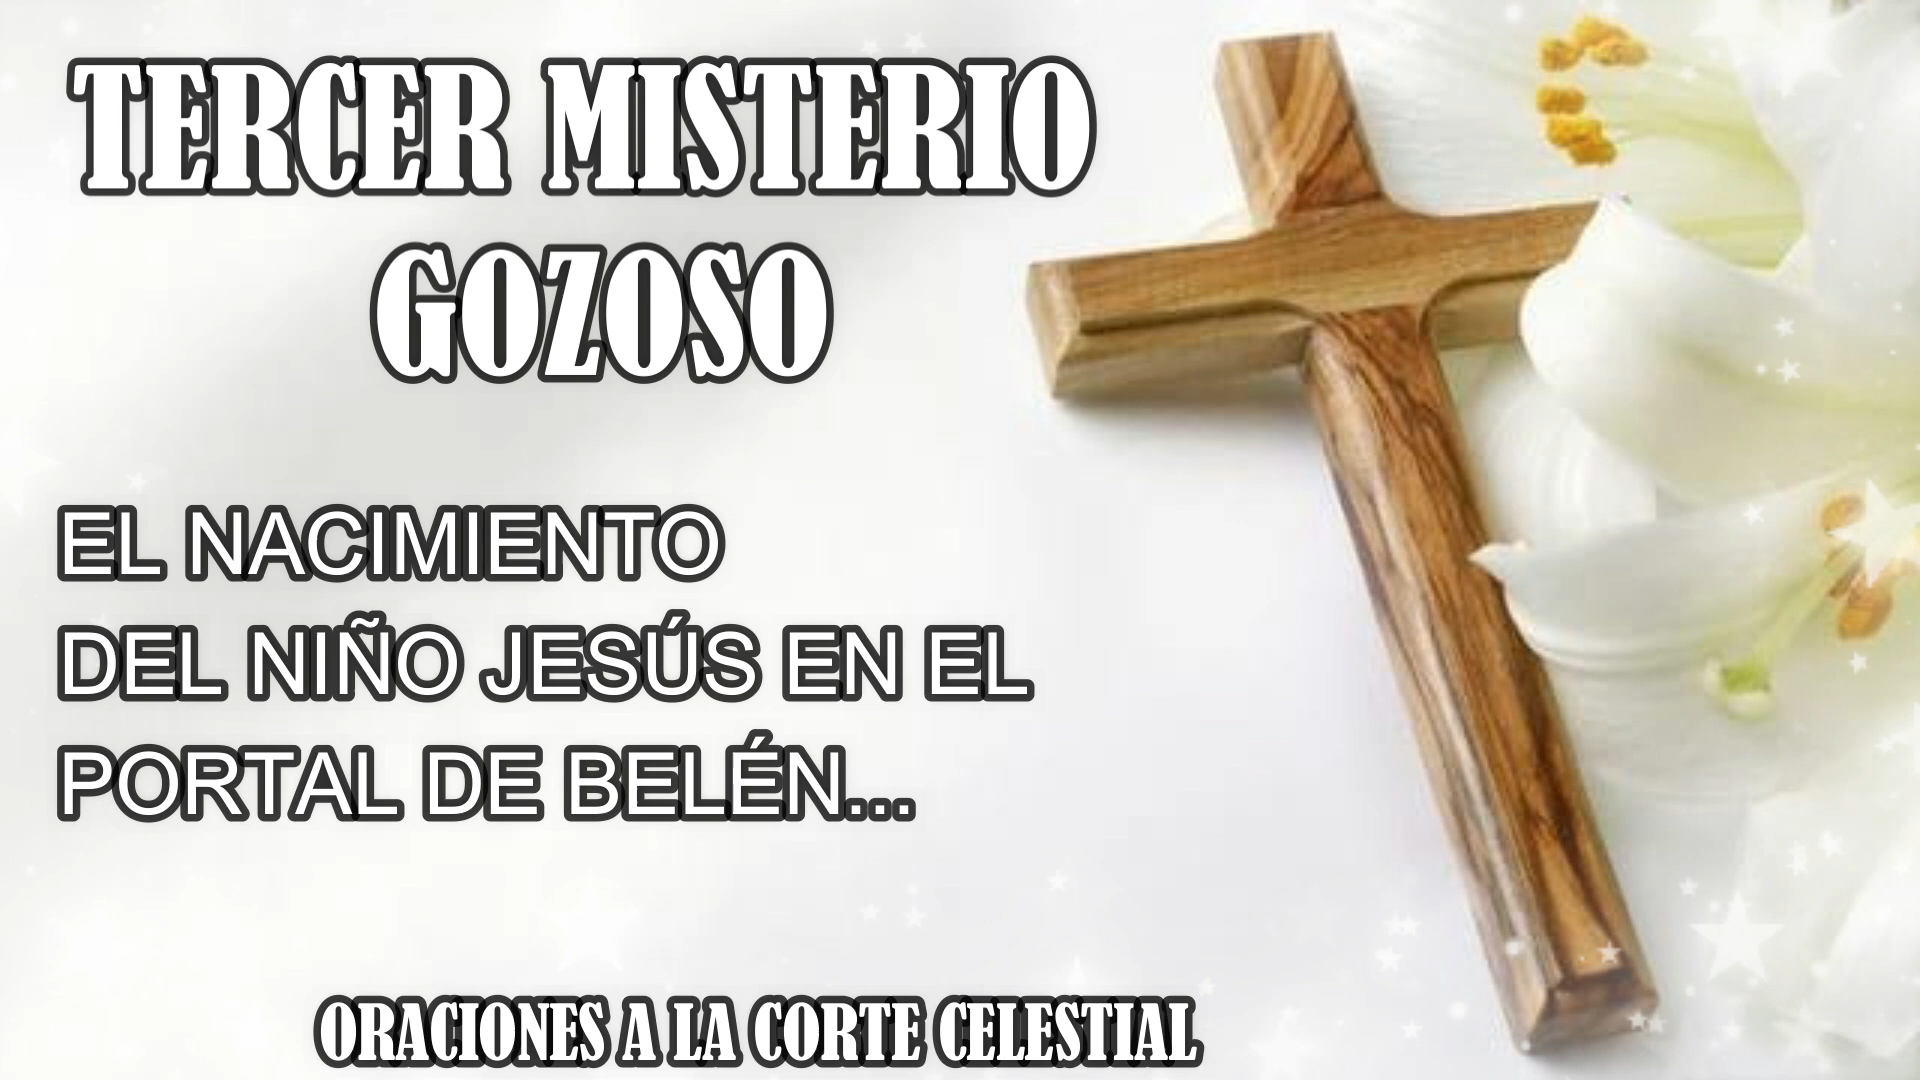 TERCER MISTERIO
GOZOSO
EL NACIMIENTO
DEL NIÑO JESÚS EN EL
PORTAL DE BELÉN...
ORACIONES A LA CORTE CELESTIAL